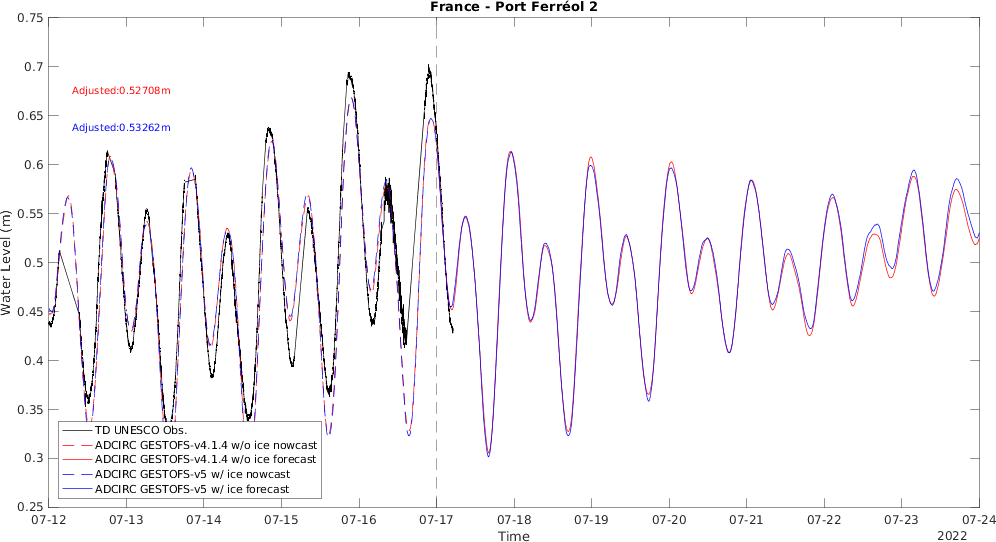 France - Port Ferréol 2
0.75
0.7
0.65
0.6
0.55
0.5
0.45
0.4
0.35
0.3
0.25
Water Level (m)
Adjusted:0.52708m
Adjusted:0.53262m
TD UNESCO Obs.
ADCIRC GESTOFS-v4.1.4 w/o ice nowcast
ADCIRC GESTOFS-v4.1.4 w/o ice forecast
ADCIRC GESTOFS-v5 w/ ice nowcast
ADCIRC GESTOFS-v5 w/ ice forecast
07-12 07-13 07-14 07-15 07-16 07-17 07-18 07-19 07-20 07-21 07-22 07-23 07-24
Time
2022